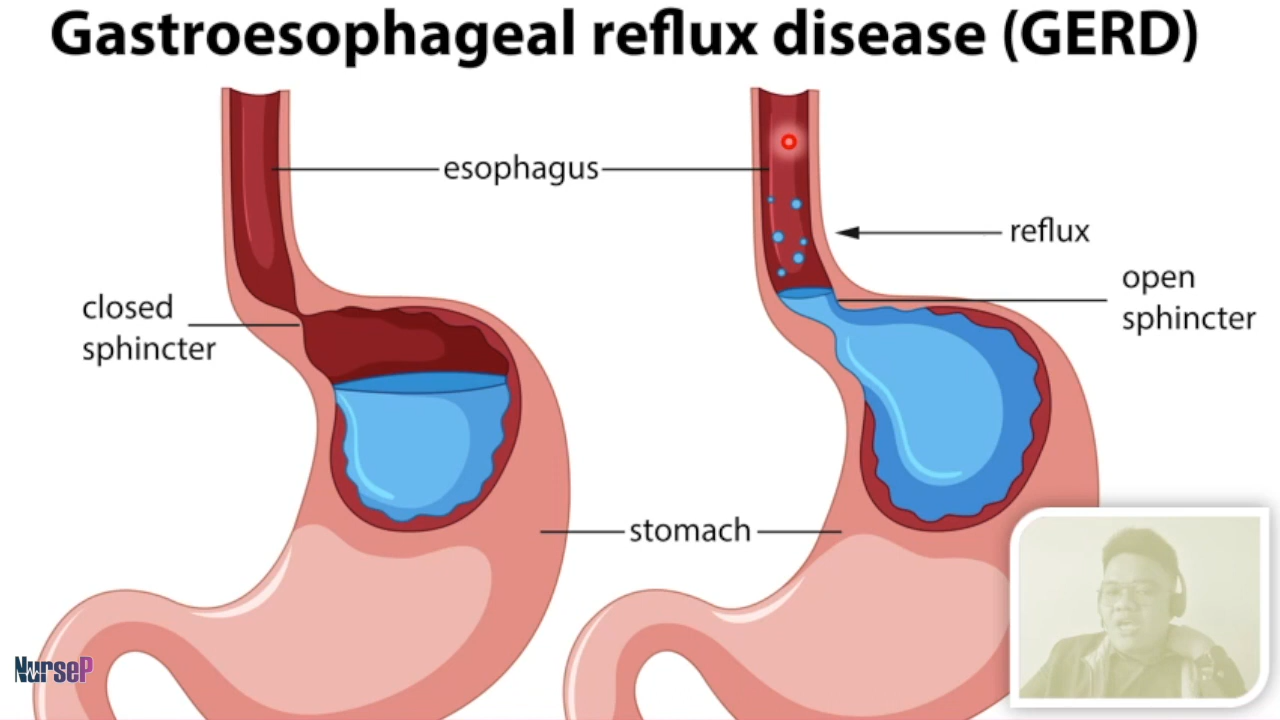 Gastroesophageal reflux disease (GERD)
esophagus
reflux
open
sphincter
closed
sphincter
stomach
NurseP